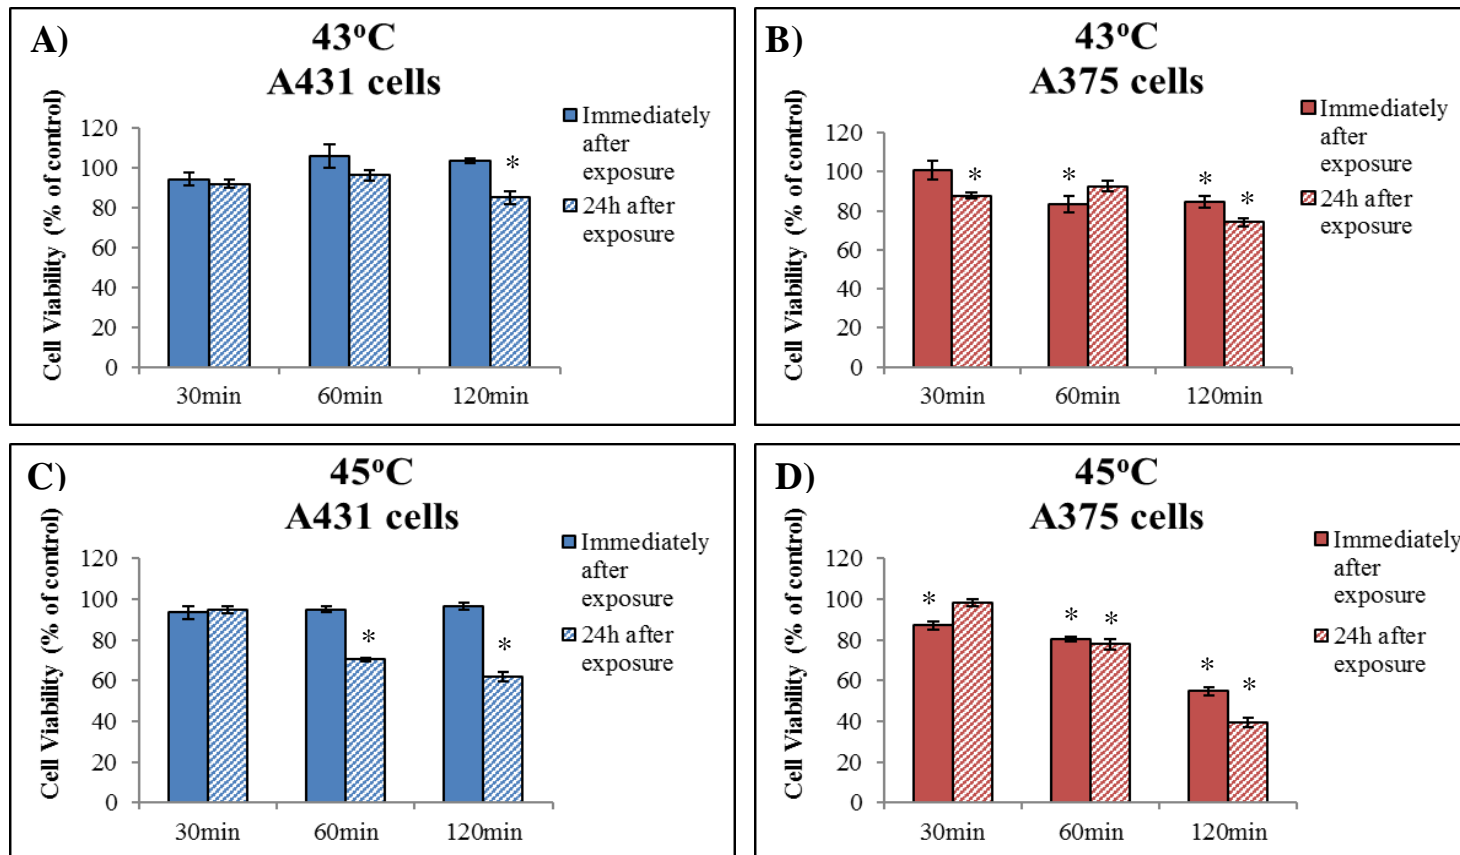 A)
43ᵒC
A431 cells
Cell Viability (% of control)
120
100
80
60
40
20
0
*
30min
60min
120min
Immediately
after
exposure
24h after
exposure
B)
43ᵒC
A375 cells
Cell Viability (% of control)
120
100
80
60
40
20
0
*
*
*
*
30min
60min
120min
Immediately
after
exposure
24h after
exposure
C)
45ᵒC
A431 cells
Cell Viability (% of control)
120
100
80
60
40
20
0
*
*
30min
60min
120min
Immediately
after
exposure
24h after
exposure
D)
45ᵒC
A375 cells
Cell Viability (% of control)
120
100
80
60
40
20
0
*
*
*
*
*
30min
60min
120min
Immediately
after
exposure
24h after
exposure